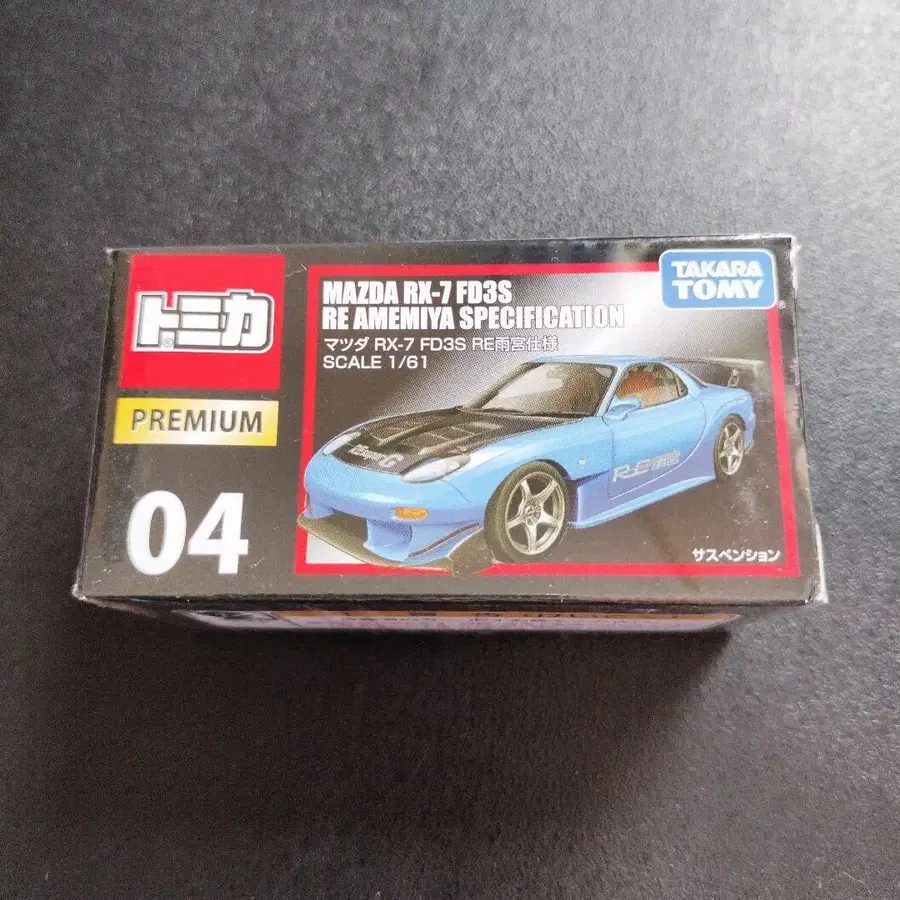 トミカ
®
PREMIUM
04
MAZDA RX-7 FD3S
RE AMEMIYA SPECIFICATION
マツダ RX-7 FD3S RE雨宮仕様
SCALE 1/61
TAKARA
TOMY
®
サスペンション